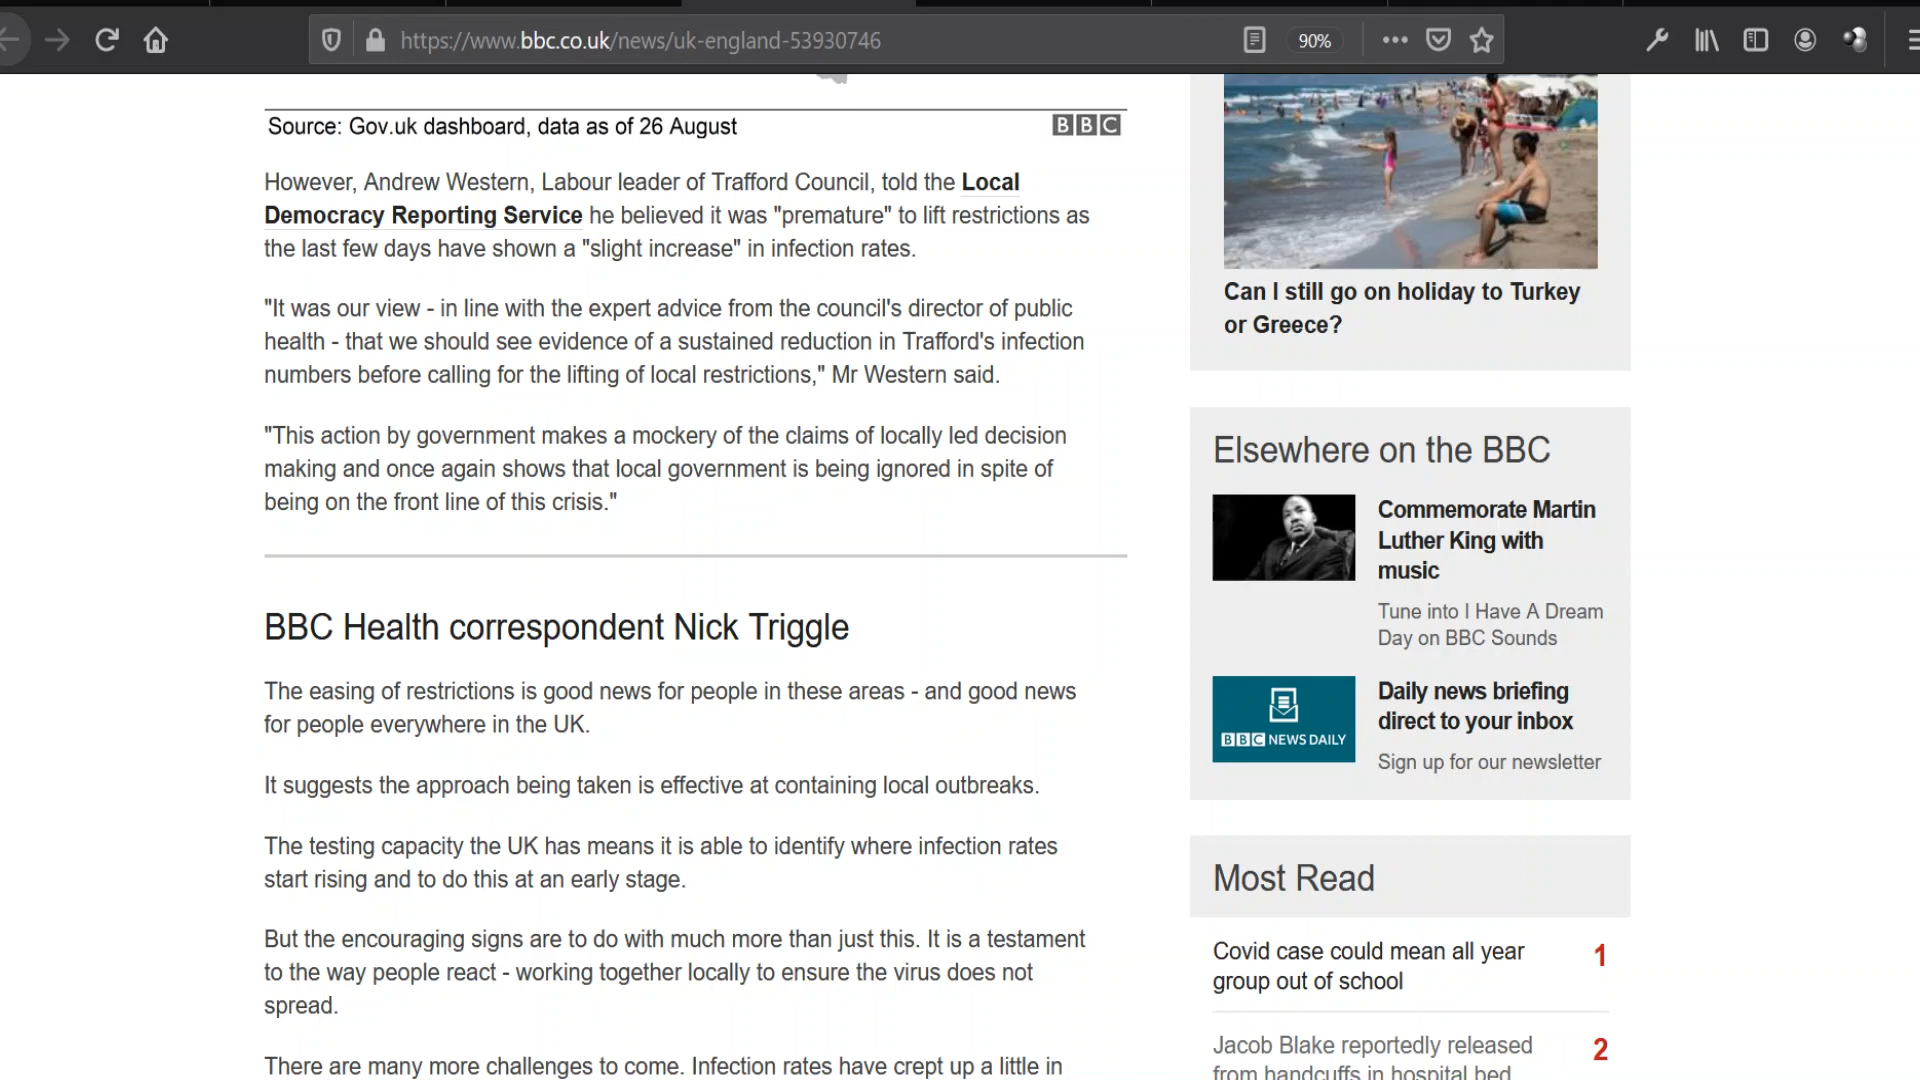 https://www.bbc.co.uk/news/uk-england-53930746
90%
Source: Gov.uk dashboard, data as of 26 August
BBC
However, Andrew Western, Labour leader of Trafford Council, told the Local
Democracy Reporting Service he believed it was "premature" to lift restrictions as
the last few days have shown a "slight increase" in infection rates.
"It was our view - in line with the expert advice from the council's director of public
health - that we should see evidence of a sustained reduction in Trafford's infection
numbers before calling for the lifting of local restrictions," Mr Western said.
"This action by government makes a mockery of the claims of locally led decision
making and once again shows that local government is being ignored in spite of
being on the front line of this crisis."
BBC Health correspondent Nick Triggle
The easing of restrictions is good news for people in these areas - and good news
for people everywhere in the UK.
It suggests the approach being taken is effective at containing local outbreaks.
The testing capacity the UK has means it is able to identify where infection rates
start rising and to do this at an early stage.
But the encouraging signs are to do with much more than just this. It is a testament
to the way people react - working together locally to ensure the virus does not
spread.
There are many more challenges to come. Infection rates have crept up a little in
Can I still go on holiday to Turkey
or Greece?
Elsewhere on the BBC
Commemorate Martin
Luther King with
music
Tune into I Have A Dream
Day on BBC Sounds
BBC NEWS DAILY
Daily news briefing
direct to your inbox
Sign up for our newsletter
Most Read
Covid case could mean all year
group out of school
1
Jacob Blake reportedly released
from handcuffs in hospital bed
2